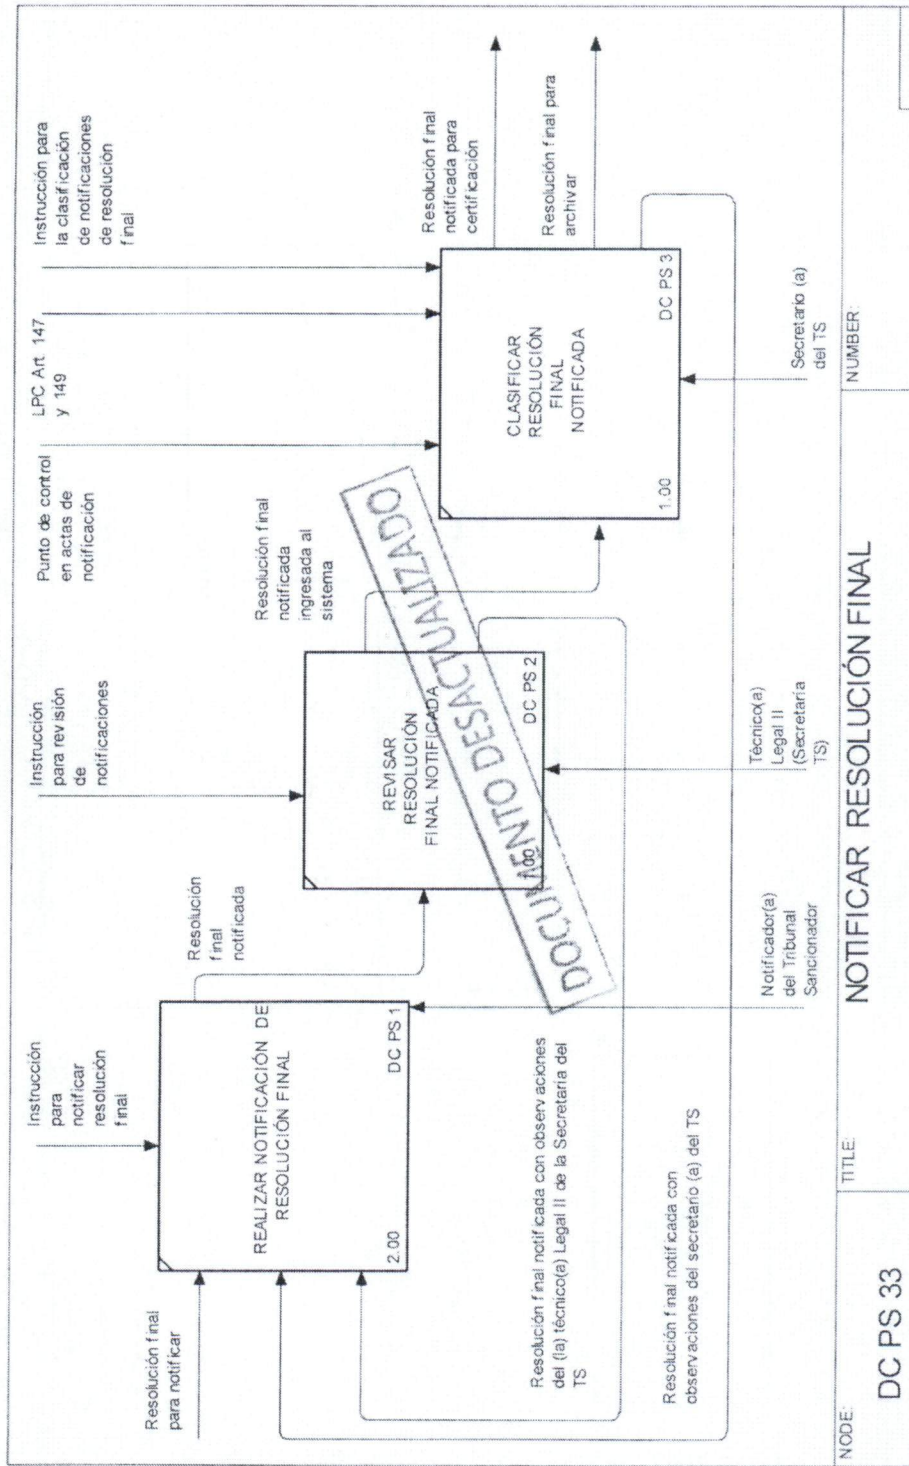 Instrucción
para
notificar
resolución
final
Instrucción
para revisión
de
notificaciones
Punto de control
en actas de
notificación
LPC Art 147
y 149
Instrucción para
la clasificación
de notificaciones
de resolución
final
Resolución final
para notificar
REALIZAR NOTIFICACIÓN DE
RESOLUCIÓN FINAL
2.00
DC PS 1
Resolución
final
notificada
REVISAR
RESOLUCIÓN
FINAL NOTIFICADA
1.00
DC PS 2
Resolución final
notificada
ingresada al
sistema
CLASIFICAR
RESOLUCIÓN
FINAL
NOTIFICADA
1.00
DC PS 3
Resolución final
notificada para
certificación
Resolución final para
archivar
DOCUMENTO DESACTUALIZADO
Resolución final notificada con observaciones
del (la) técnico(a) Legal II de la Secretaría del
TS
Resolución final notificada con
observaciones del secretario (a) del TS
Notificador(a)
del Tribunal
Sancionador
Técnico(a)
Legal II
(Secretaría
TS)
Secretario (a)
del TS
NODE:
DC PS 33
TITLE:
NOTIFICAR RESOLUCIÓN FINAL
NUMBER: